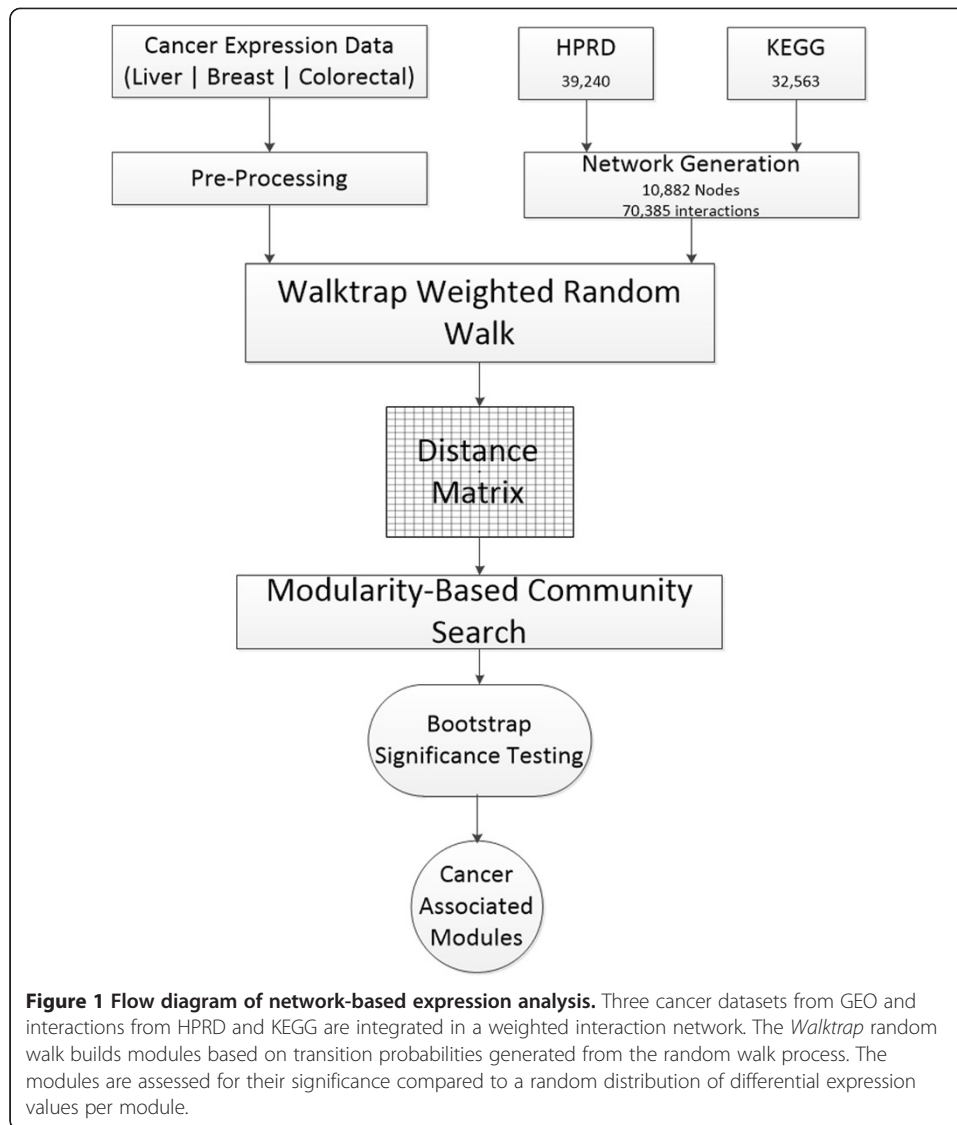 Cancer Expression Data
(Liver | Breast | Colorectal)
HPRD
39,240
KEGG
32,563
Pre-Processing
Network Generation
10,882 Nodes
70,385 interactions
Walktrap Weighted Random
Walk
Distance
Matrix
Modularity-Based Community
Search
Bootstrap
Significance Testing
Cancer
Associated
Modules
Figure 1 Flow diagram of network-based expression analysis. Three cancer datasets from GEO and
interactions from HPRD and KEGG are integrated in a weighted interaction network. The Walktrap random
walk builds modules based on transition probabilities generated from the random walk process. The
modules are assessed for their significance compared to a random distribution of differential expression
values per module.